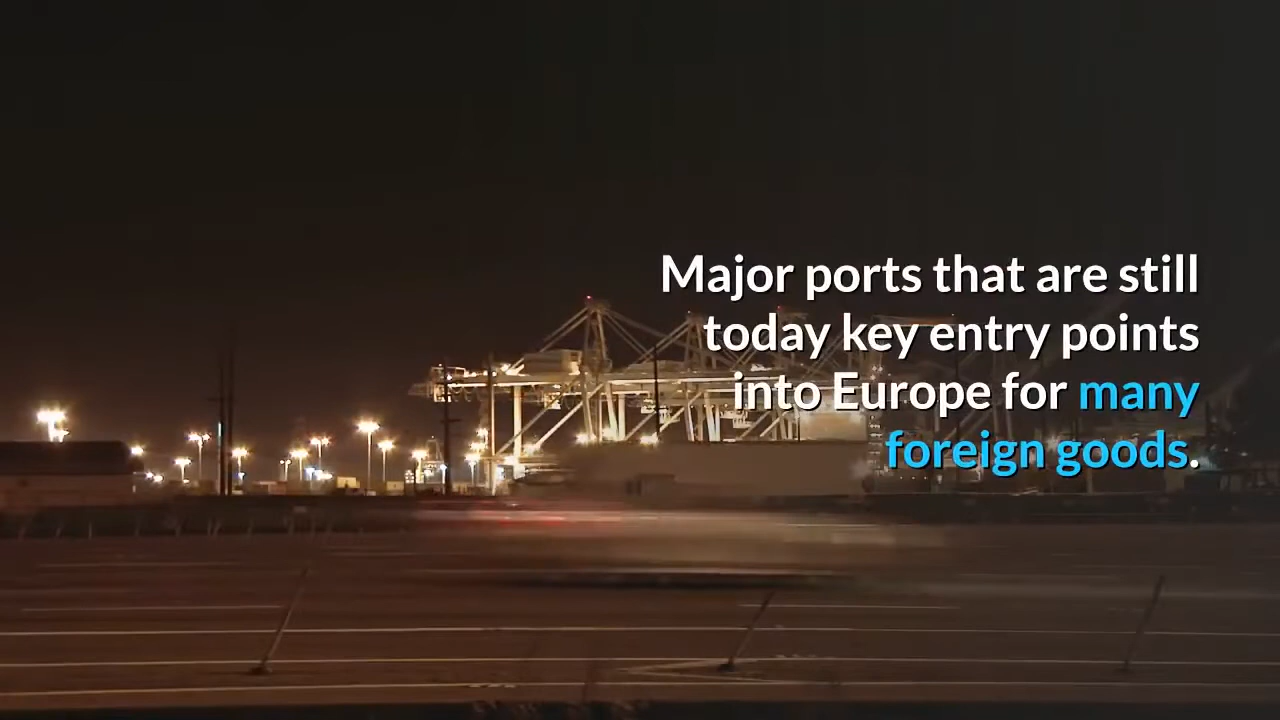 Major ports that are still
today key entry points
into Europe for many
foreign goods.